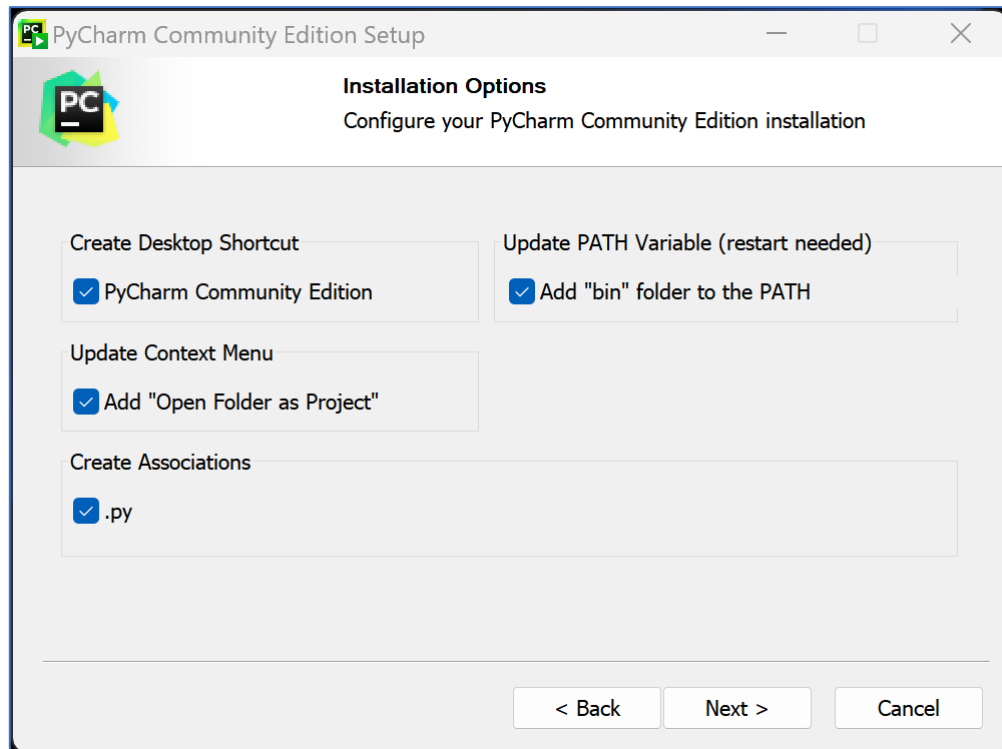 PC PyCharm Community Edition Setup
PC
Installation Options
Configure your PyCharm Community Edition installation
Create Desktop Shortcut
PyCharm Community Edition
Update PATH Variable (restart needed)
Add "bin" folder to the PATH
Update Context Menu
Add "Open Folder as Project"
Create Associations
.py
< Back
Next >
Cancel